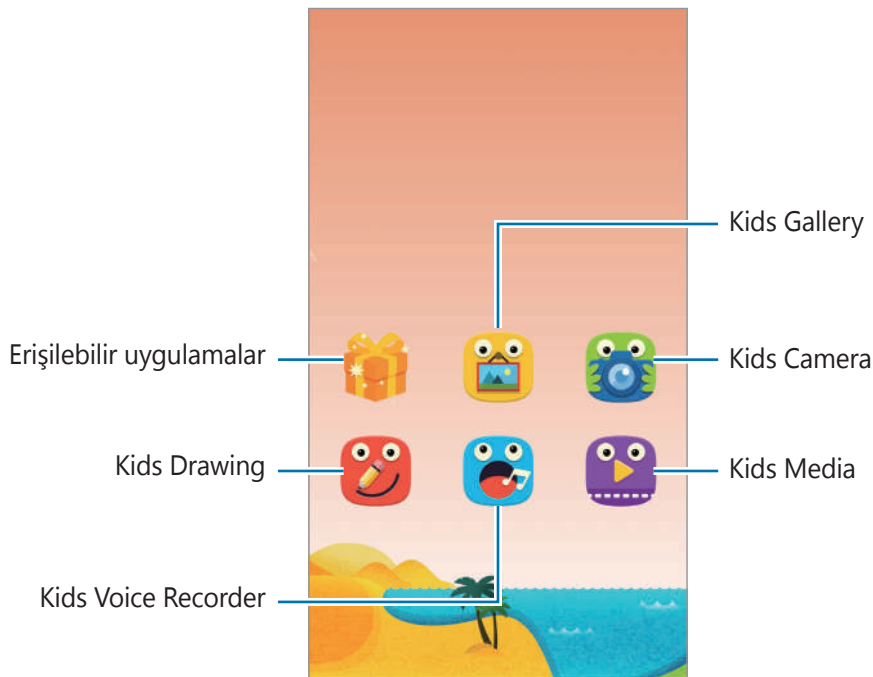 Kids Gallery
Erişilebilir uygulamalar
Kids Camera
Kids Drawing
Kids Media
Kids Voice Recorder